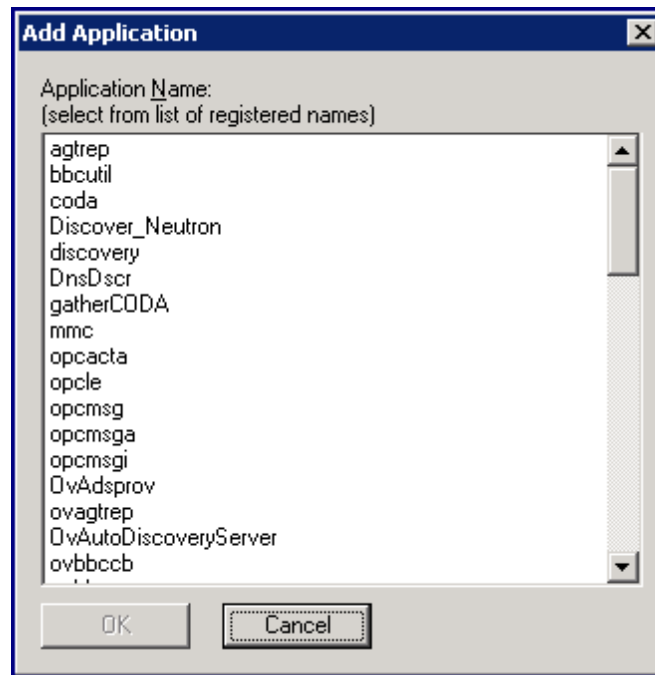 Add Application
Application Name:
(select from list of registered names)
agtrep
bbcutil
coda
Discover_Neutron
discovery
DnsDscr
gatherCODA
mmc
opcacta
opcle
opcmsg
opcmsga
opcmsgi
OvAdsprov
ovagtrep
OvAutoDiscoveryServer
ovbbccb
OK
Cancel